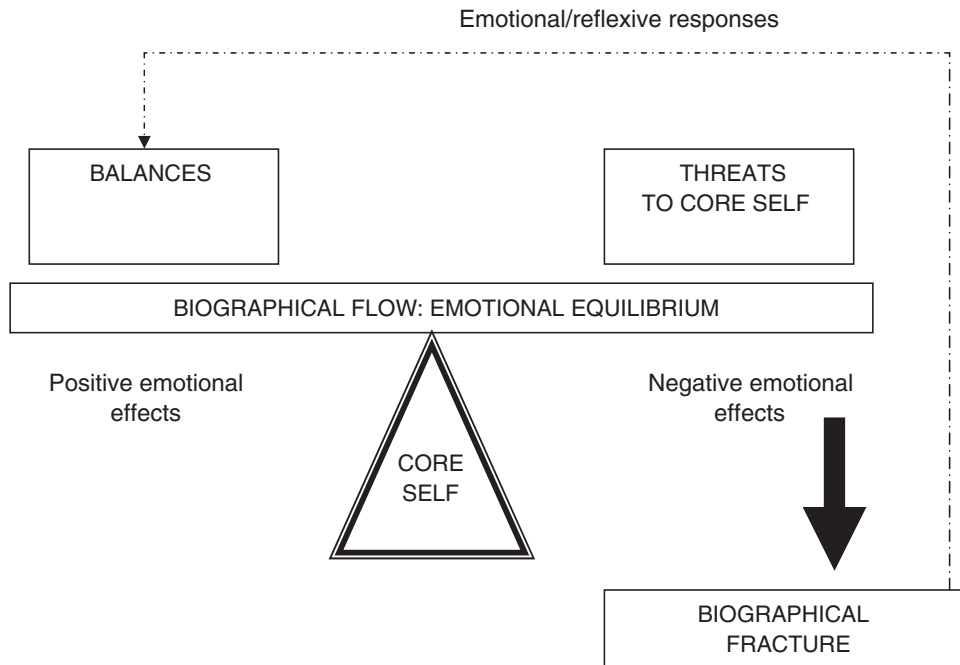 Emotional/reflexive responses
BALANCES
THREATS
TO CORE SELF
BIOGRAPHICAL FLOW: EMOTIONAL EQUILIBRIUM
Positive emotional
effects
Negative emotional
effects
CORE
SELF
BIOGRAPHICAL
FRACTURE